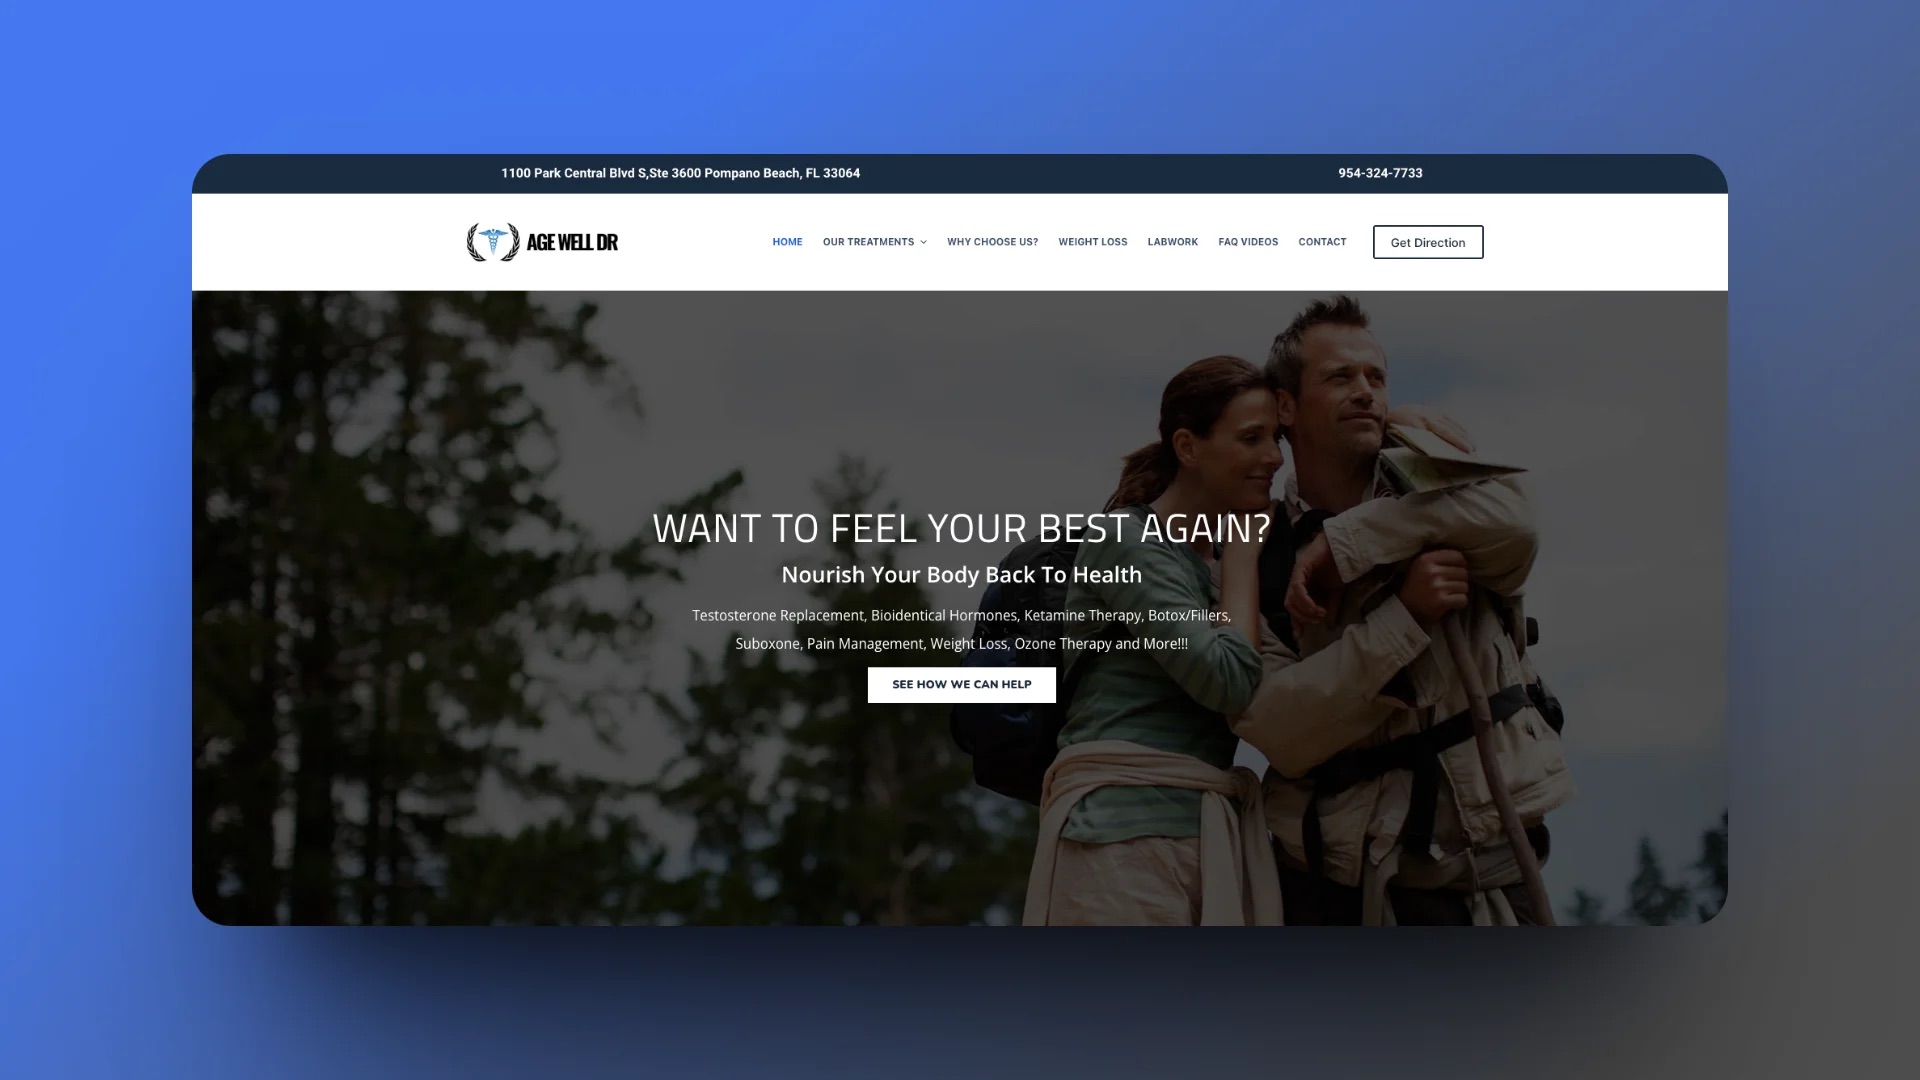 1100 Park Central Blvd S,Ste 3600 Pompano Beach, FL 33064
954-324-7733
AGE WELL DR
HOME
OUR TREATMENTS
WHY CHOOSE US?
WEIGHT LOSS
LABWORK
FAQ VIDEOS
CONTACT
Get Direction
WANT TO FEEL YOUR BEST AGAIN?
Nourish Your Body Back To Health
Testosterone Replacement, Bioidentical Hormones, Ketamine Therapy, Botox/Fillers,
Suboxone, Pain Management, Weight Loss, Ozone Therapy and More!!!
SEE HOW WE CAN HELP